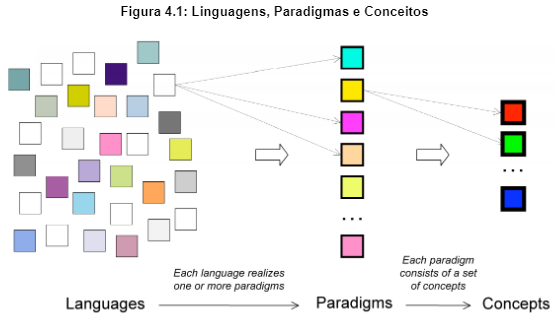 Figura 4.1: Linguagens, Paradigmas e Conceitos
...
...
...
Each language realizes
one or more paradigms
Each paradigm
consists of a set
of concepts
Languages
Paradigms
Concepts